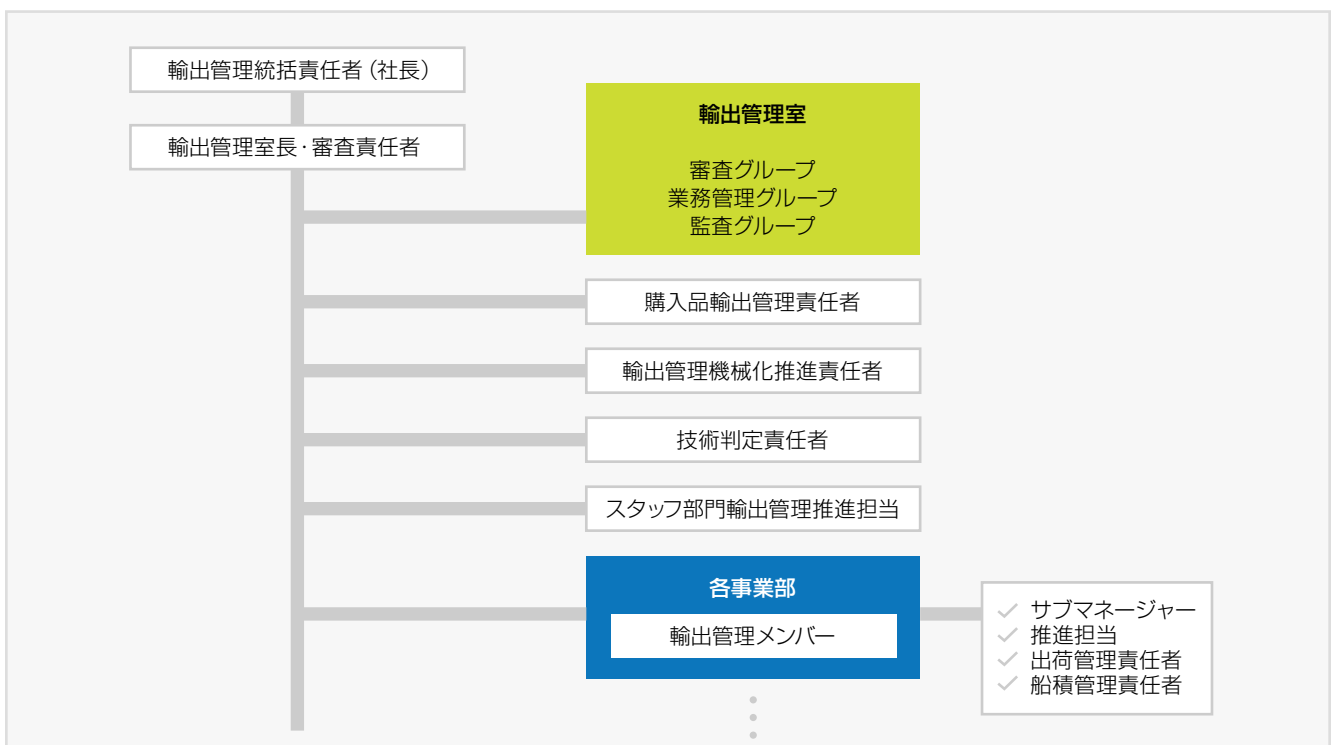 輸出管理統括責任者（社長）
輸出管理室長・審査責任者
輸出管理室
審査グループ
業務管理グループ
監査グループ
購入品輸出管理責任者
輸出管理機械化推進責任者
技術判定責任者
スタッフ部門輸出管理推進担当
各事業部
輸出管理メンバー
サブマネージャー
推進担当
出荷管理責任者
船積管理責任者